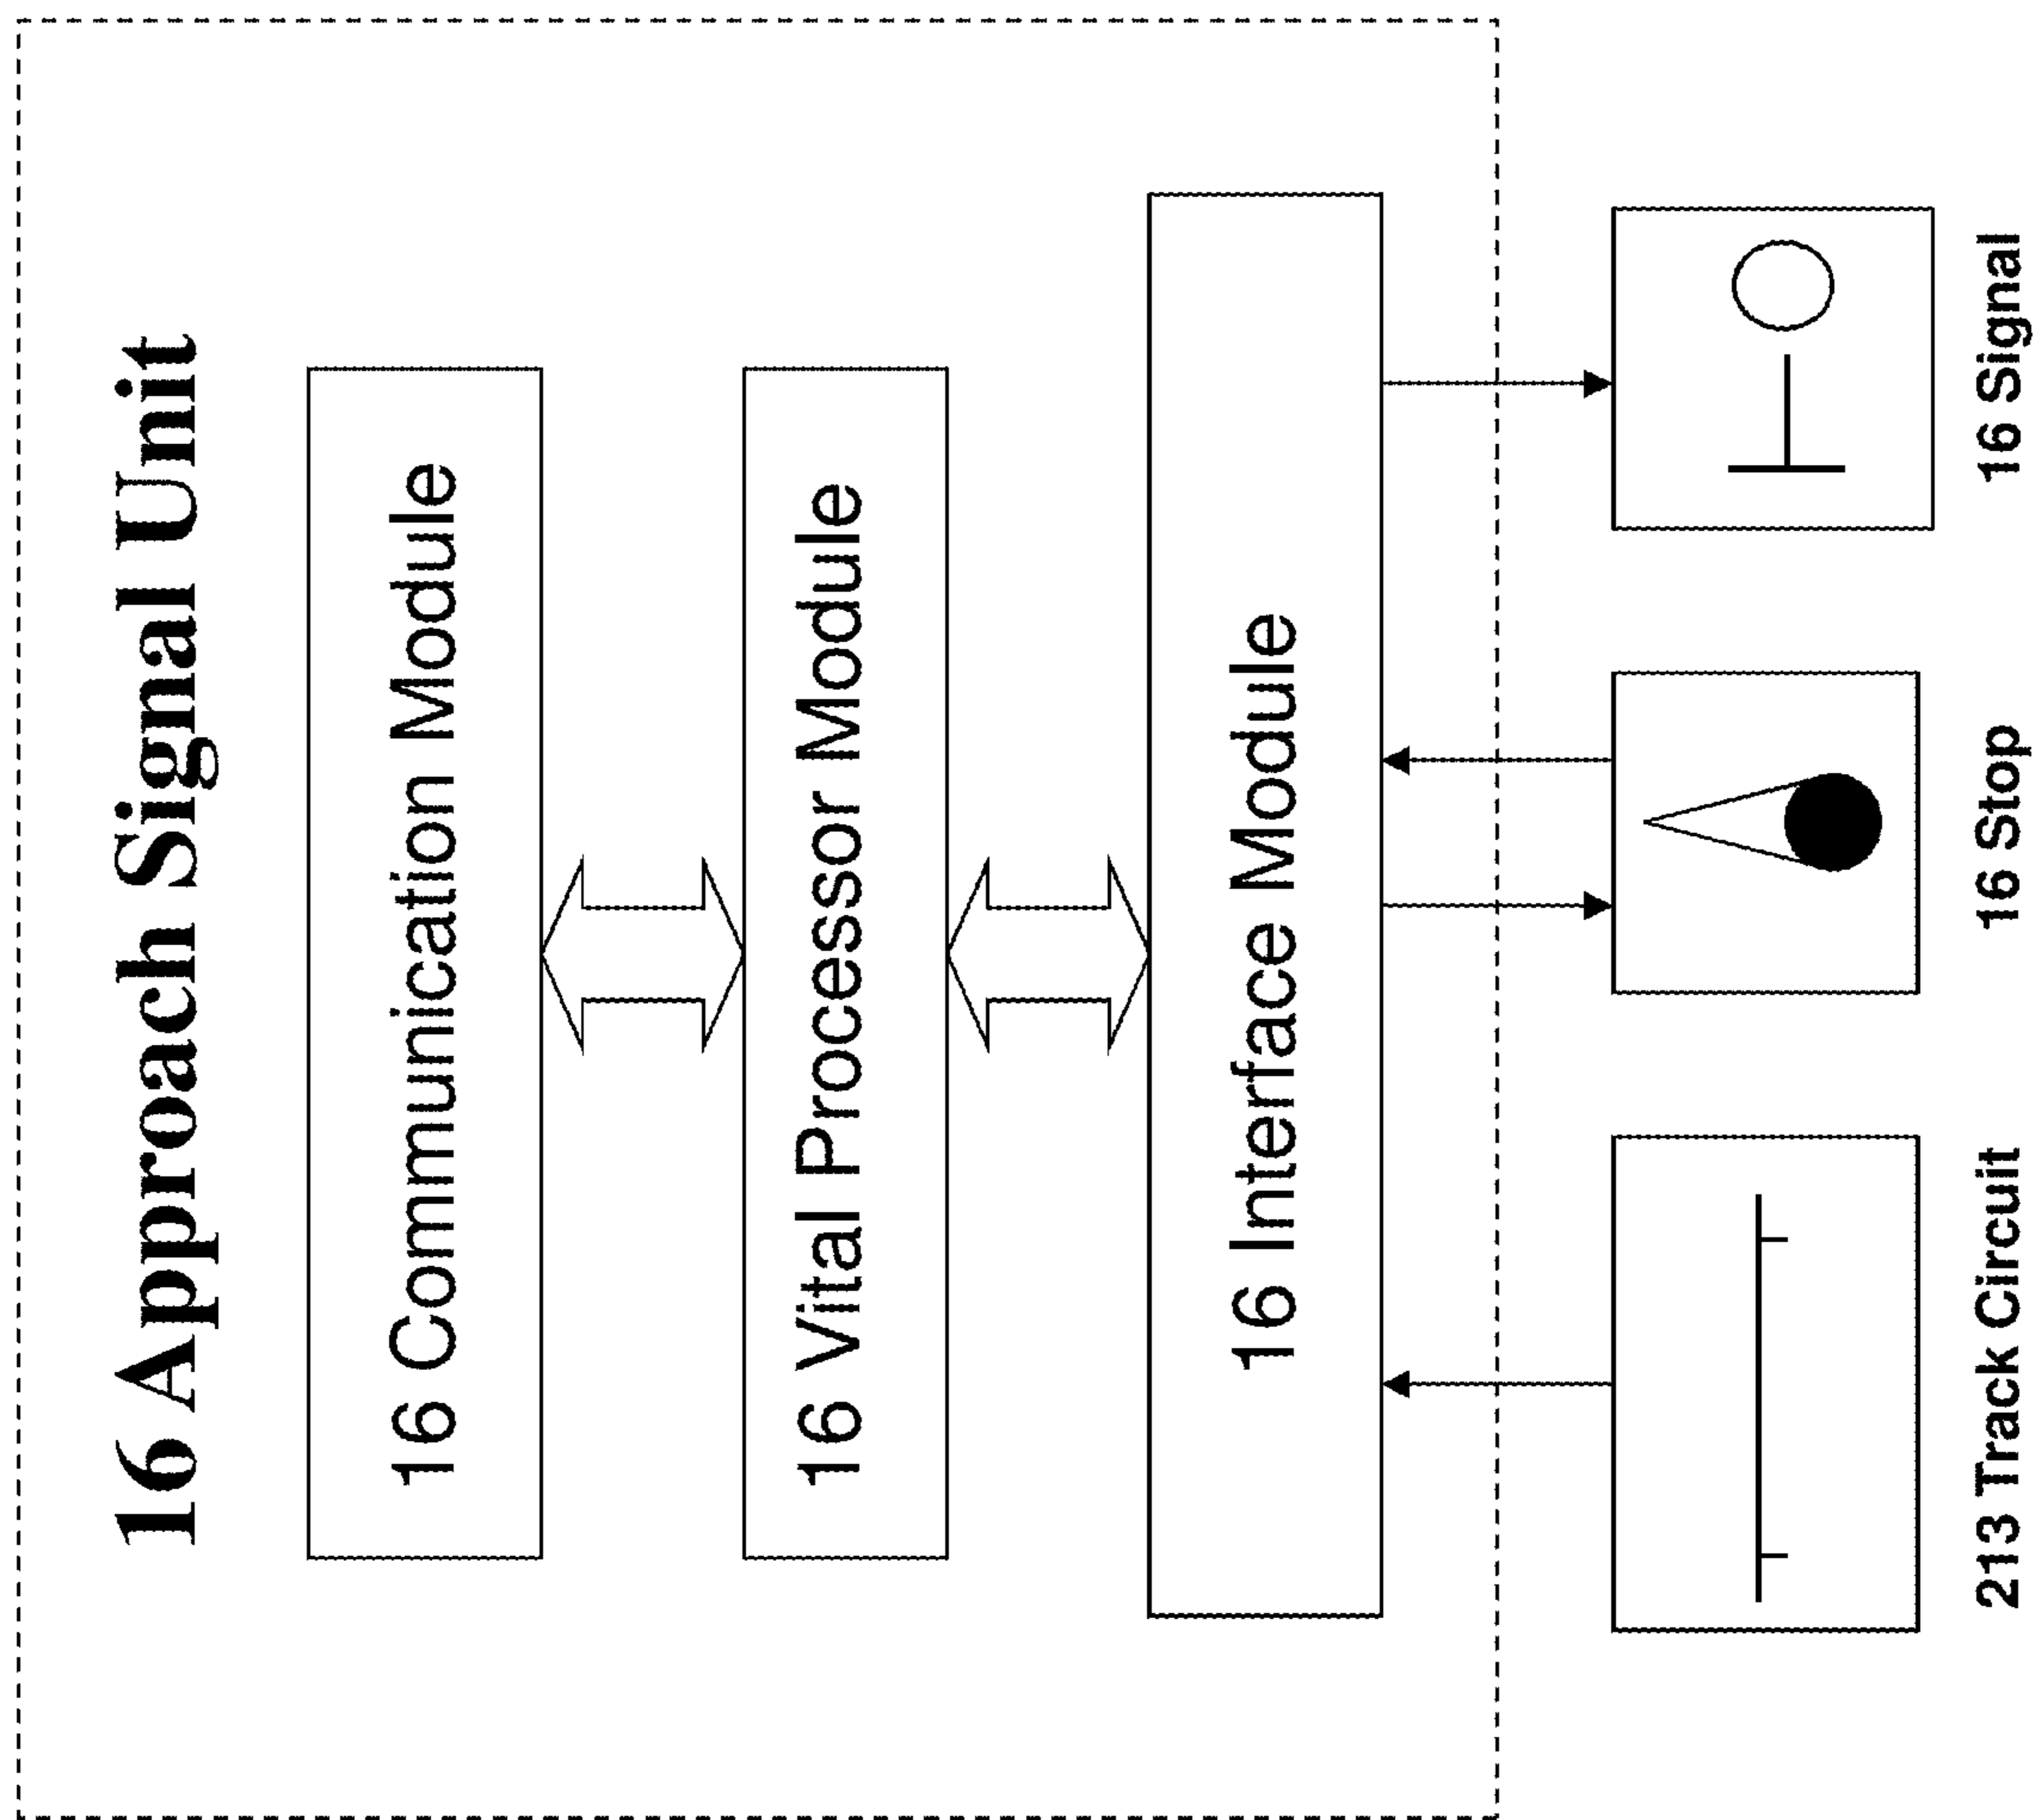 16 Approach Signal Unit
16 Communication Module
16 Vital Processor Module
16 Interface Module
213 Track Circuit
16 Stop
16 Signal